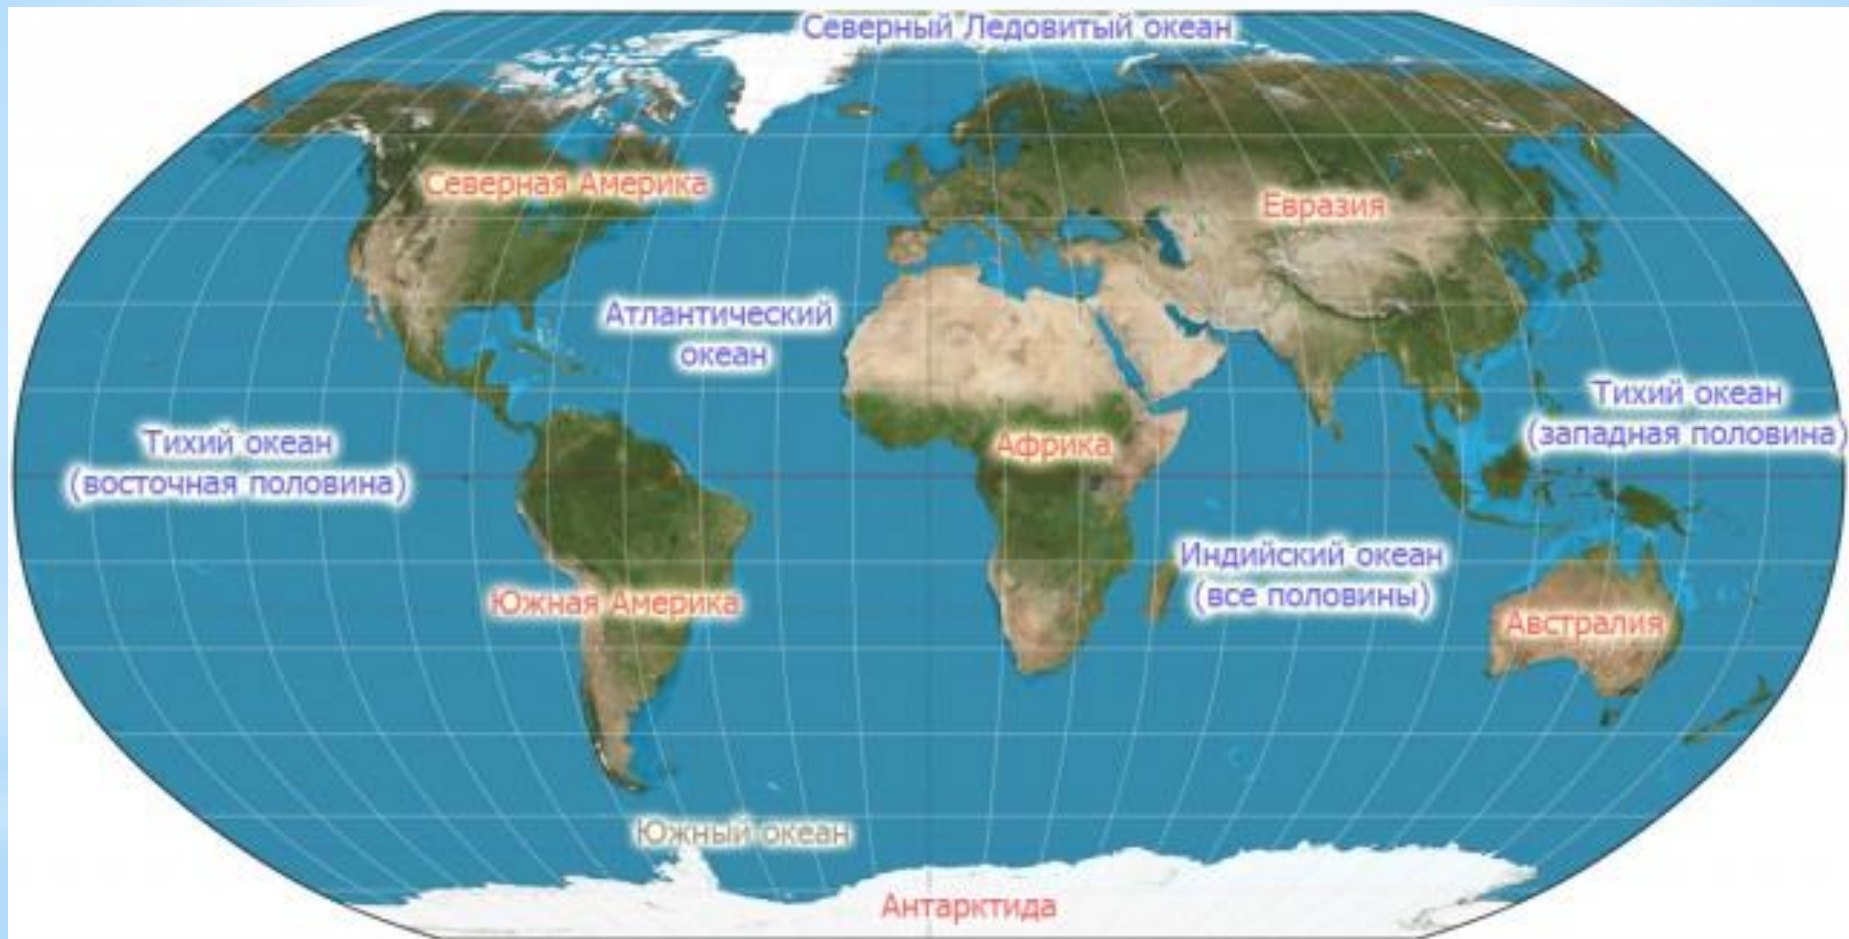 Северный Ледовитый океан
Северная Америка
Евразия
Атлантический
океан
Тихий океан
(западная половина)
Тихий океан
(восточная половина)
Африка
Индийский океан
(все половины)
Южная Америка
Австралия
Южный океан
Антарктида